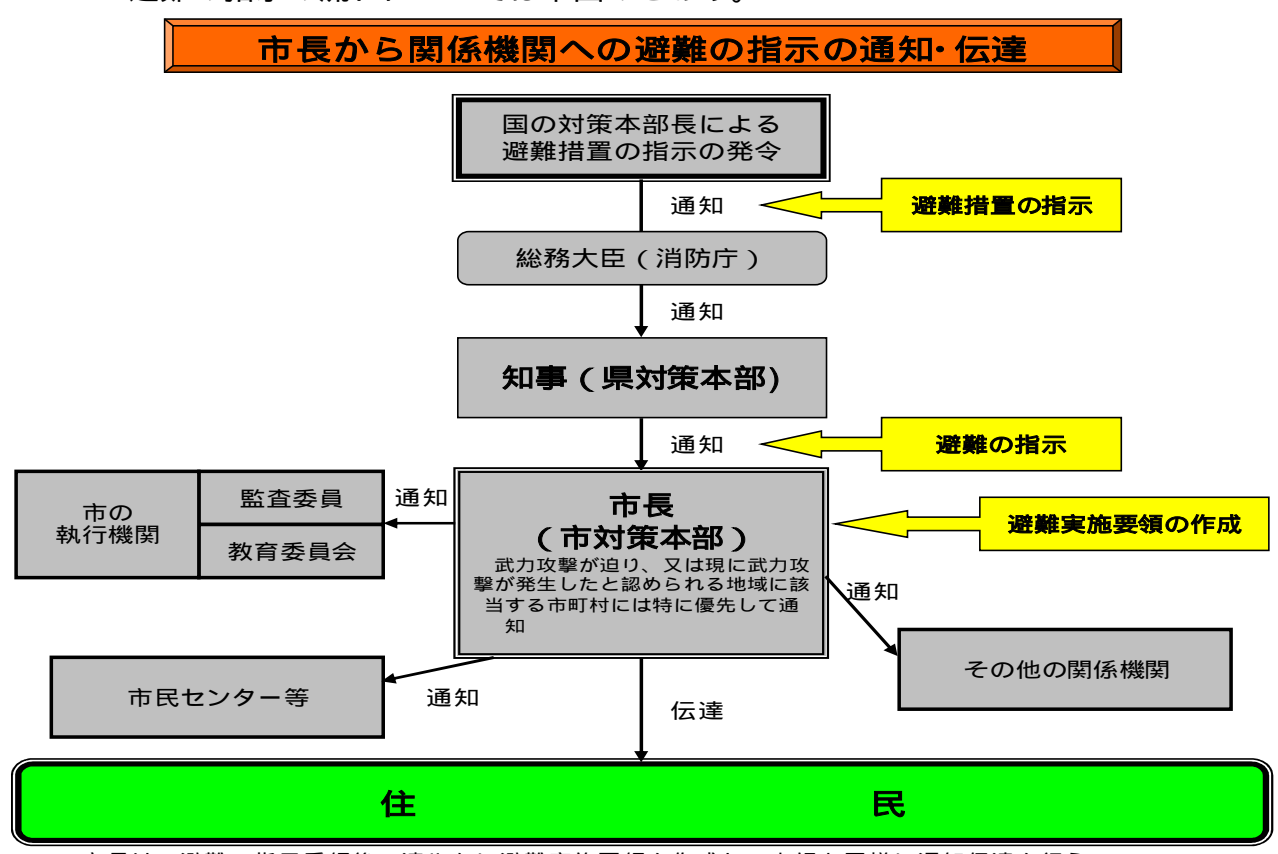 市長から関係機関への避難の指示の通知・伝達
国の対策本部長による
避難措置の指示の発令
通知
避難措置の指示
総務大臣(消防庁)
通知
知事(県対策本部)
通知
避難の指示
市の
執行機関
監査委員
教育委員会
通知
市長
(市対策本部)
武力攻撃が迫り、又は現に武力攻
撃が発生したと認められる地域に該
当する市町村には特に優先して通
知
避難実施要領の作成
通知
その他の関係機関
市民センター等
通知
伝達
住 民